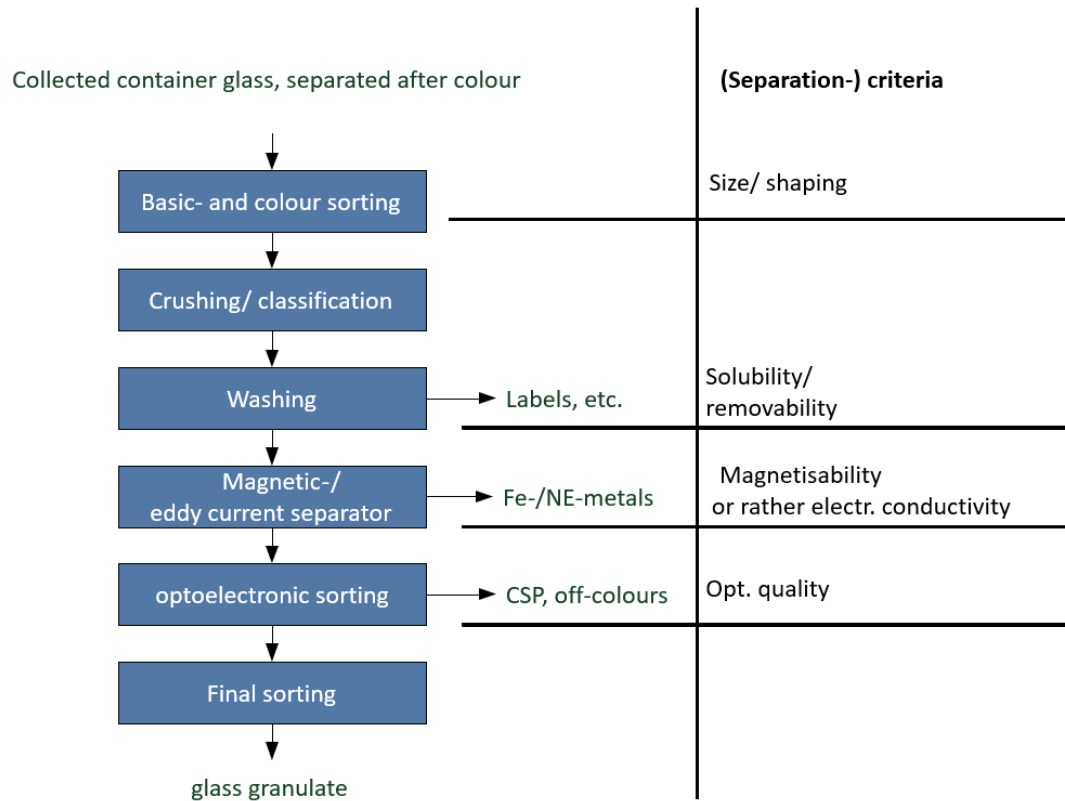 Collected container glass, separated after colour
(Separation-) criteria
Basic- and colour sorting
Size/ shaping
Crushing/ classification
Washing
Labels, etc.
Solubility/
removability
Magnetic-/
eddy current separator
Fe-/NE-metals
Magnetisability
or rather electr. conductivity
optoelectronic sorting
CSP, off-colours
Opt. quality
Final sorting
glass granulate